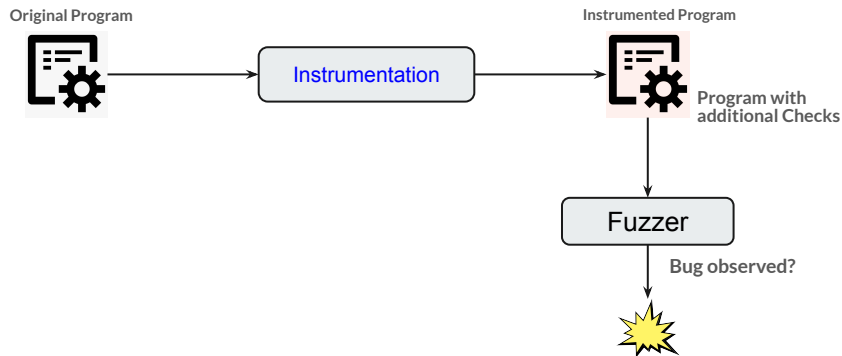 Original Program
Instrumented Program
Instrumentation
Program with
additional Checks
Fuzzer
Bug observed?